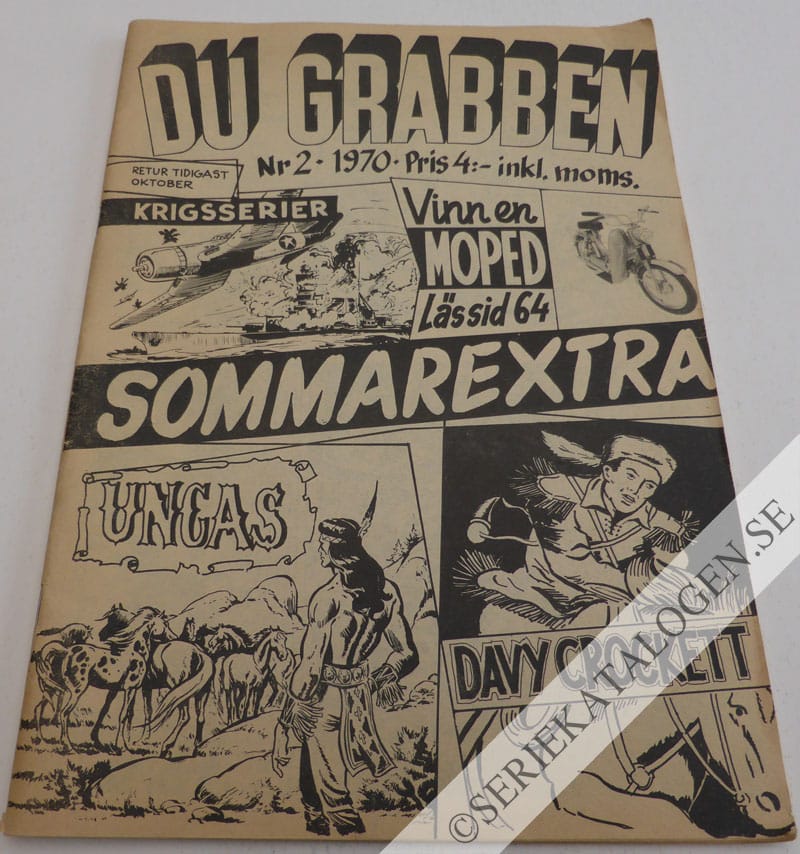 DU GRABBEN
Nr 2 · 1970 · Pris 4:- inkl. moms.
RETUR TIDIGAST
OKTOBER
KRIGSSERIER
Vinn en
MOPED
Läs sid 64
SOMMAREXTRA
UNCAS
DAVY CROCKETT
©SERIEKATALOGEN.SE